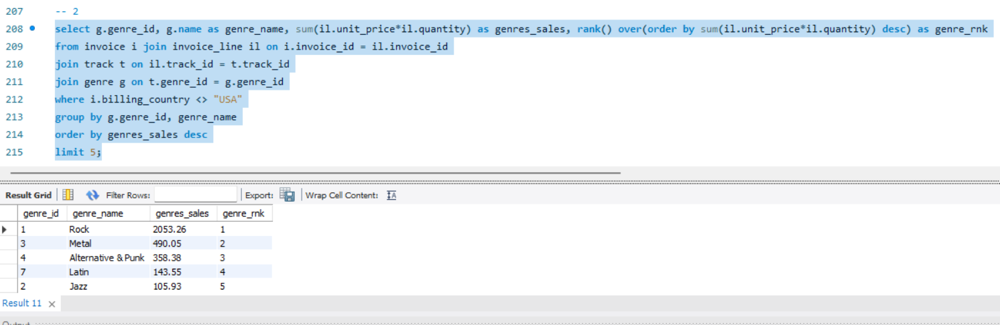 207 -- 2
208 select g.genre_id, g.name as genre_name, sum(il.unit_price*il.quantity) as genres_sales, rank() over(order by sum(il.unit_price*il.quantity) desc) as genre_rnk
209 from invoice i join invoice_line il on i.invoice_id = il.invoice_id
210 join track t on il.track_id = t.track_id
211 join genre g on t.genre_id = g.genre_id
212 where i.billing_country <> "USA"
213 group by g.genre_id, genre_name
214 order by genres_sales desc
215 limit 5;
Result Grid Filter Rows: Export: Wrap Cell Content:
genre_id genre_name genres_sales genre_rnk
1 Rock 2053.26 1
3 Metal 490.05 2
4 Alternative & Punk 358.38 3
7 Latin 143.55 4
2 Jazz 105.93 5
Result 11 ×
Output